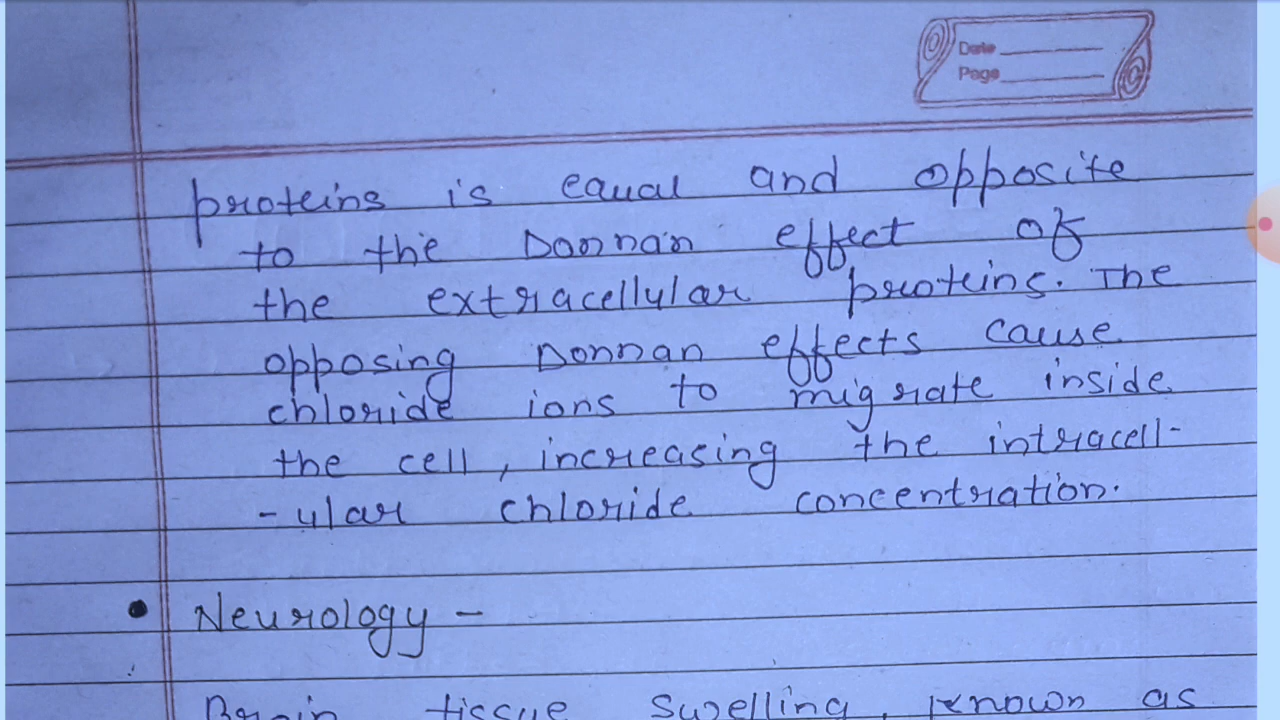 Date
Page
proteins is equal and opposite
to the Donnan effect of
the extracellular proteins. The
opposing Donnan effects cause
chloride ions to migrate inside
the cell, increasing the intracell-
-ular chloride concentration.
• Neurology -
Brain tissue swelling, known as